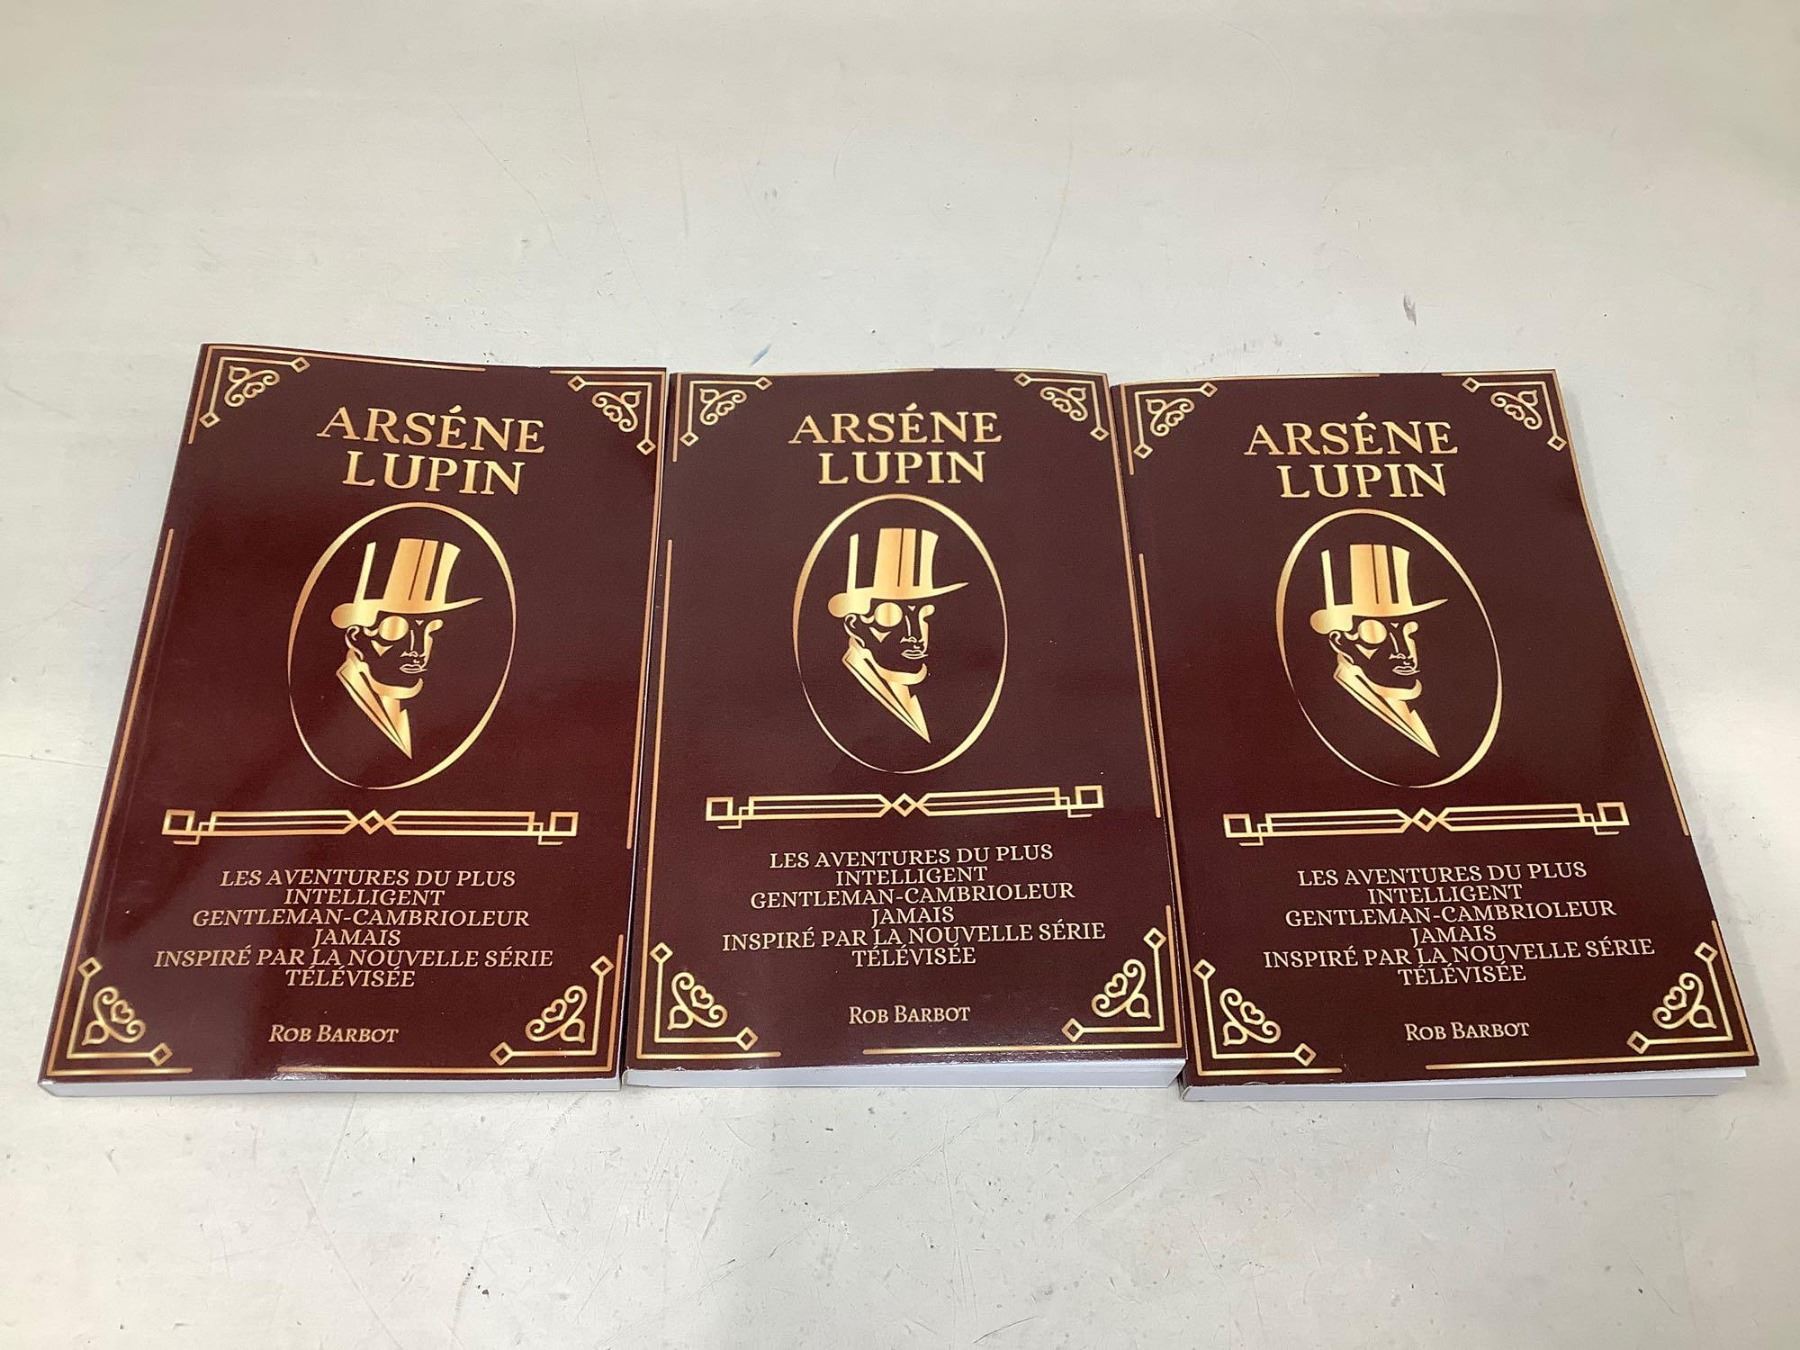 ARSÉNE
LUPIN
LES AVENTURES DU PLUS
INTELLIGENT
GENTLEMAN-CAMBRIOLEUR
JAMAIS
INSPIRÉ PAR LA NOUVELLE SÉRIE
TÉLÉVISÉE
ROB BARBOT
ARSÉNE
LUPIN
LES AVENTURES DU PLUS
INTELLIGENT
GENTLEMAN-CAMBRIOLEUR
JAMAIS
INSPIRÉ PAR LA NOUVELLE SÉRIE
TÉLÉVISÉE
ROB BARBOT
ARSÉNE
LUPIN
LES AVENTURES DU PLUS
INTELLIGENT
GENTLEMAN-CAMBRIOLEUR
JAMAIS
INSPIRÉ PAR LA NOUVELLE SÉRIE
TÉLÉVISÉE
ROB BARBOT